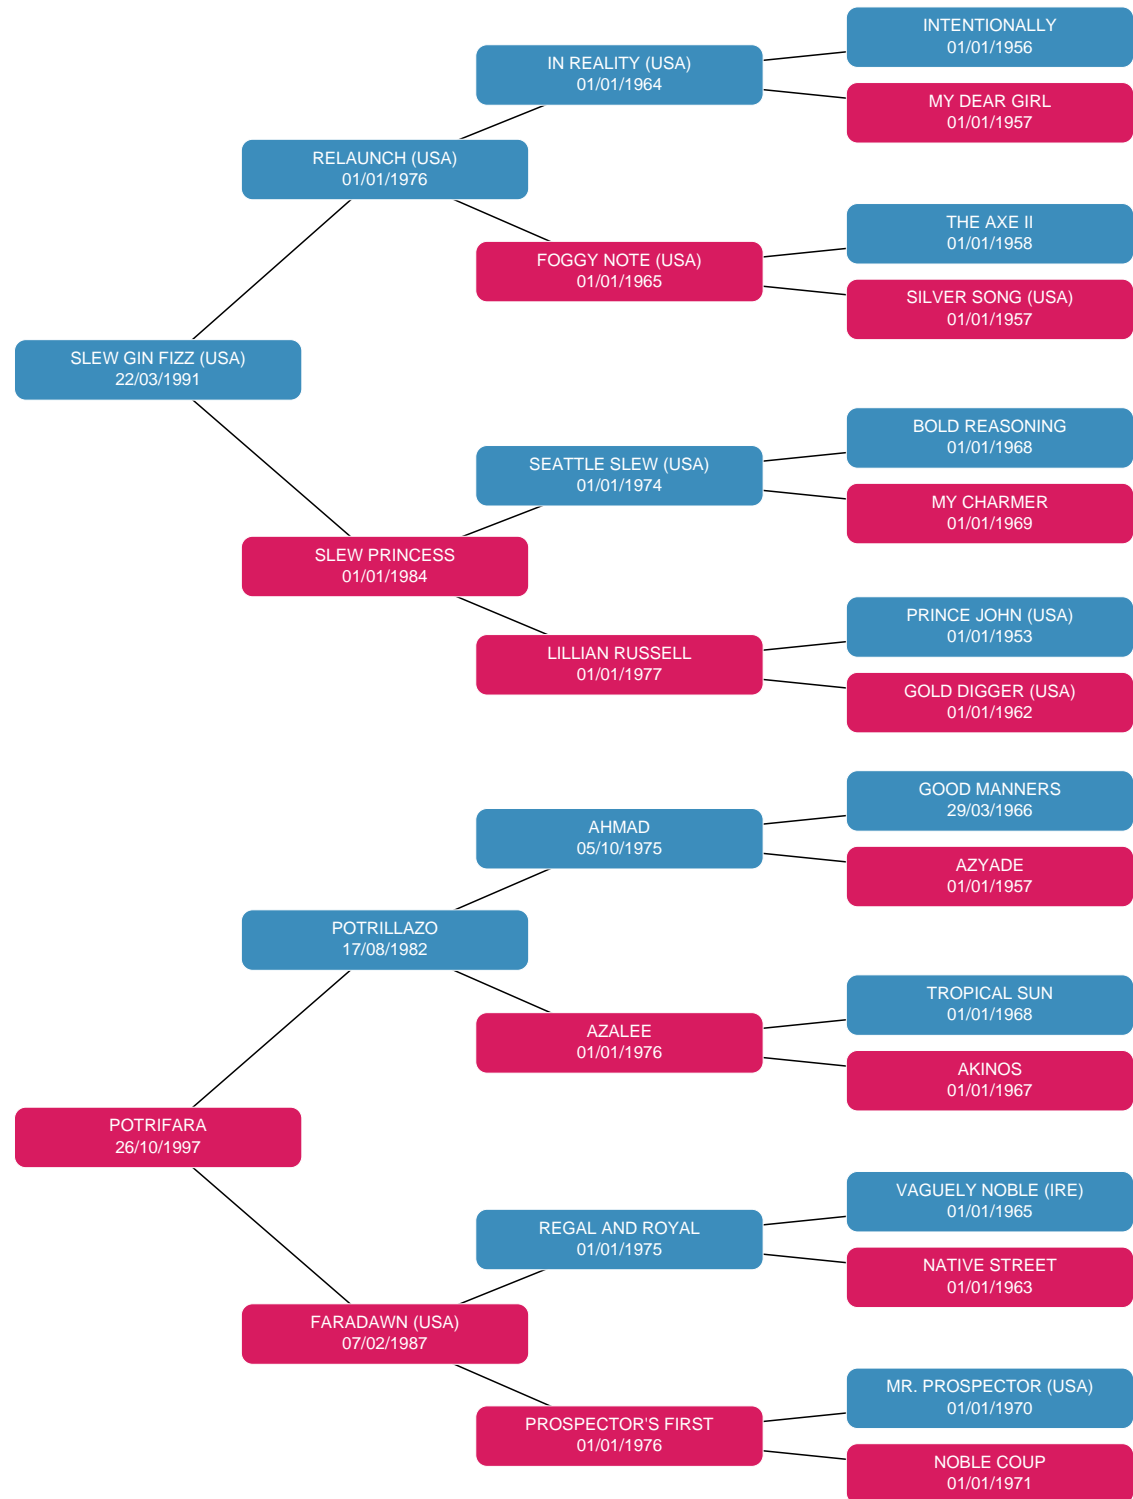 INTENTIONALLY
01/01/1956
IN REALITY (USA)
01/01/1964
MY DEAR GIRL
01/01/1957
RELAUNCH (USA)
01/01/1976
THE AXE II
01/01/1958
FOGGY NOTE (USA)
01/01/1965
SILVER SONG (USA)
01/01/1957
SLEW GIN FIZZ (USA)
22/03/1991
BOLD REASONING
01/01/1968
SEATTLE SLEW (USA)
01/01/1974
MY CHARMER
01/01/1969
SLEW PRINCESS
01/01/1984
PRINCE JOHN (USA)
01/01/1953
LILLIAN RUSSELL
01/01/1977
GOLD DIGGER (USA)
01/01/1962
GOOD MANNERS
29/03/1966
AHMAD
05/10/1975
AZYADE
01/01/1957
POTRILLAZO
17/08/1982
TROPICAL SUN
01/01/1968
AZALEE
01/01/1976
AKINOS
01/01/1967
POTRIFARA
26/10/1997
VAGUELY NOBLE (IRE)
01/01/1965
REGAL AND ROYAL
01/01/1975
NATIVE STREET
01/01/1963
FARADAWN (USA)
07/02/1987
MR. PROSPECTOR (USA)
01/01/1970
PROSPECTOR'S FIRST
01/01/1976
NOBLE COUP
01/01/1971